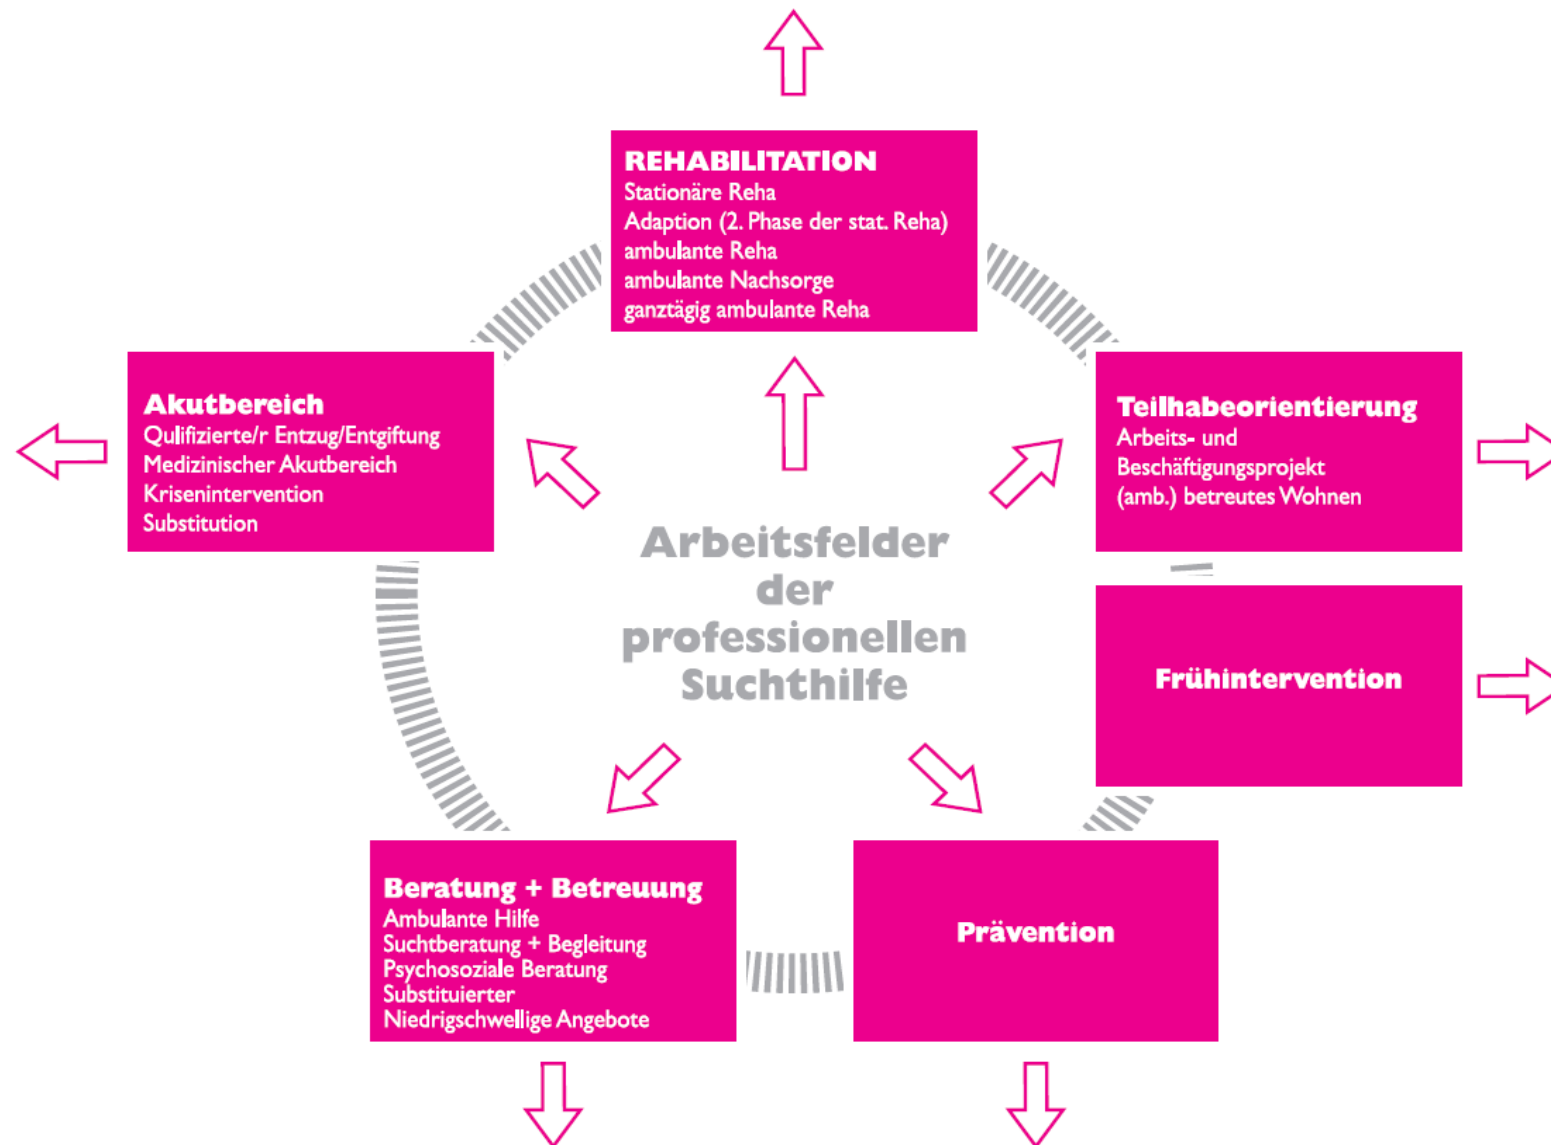 REHABILITATION
Stationäre Reha
Adaption (2. Phase der stat. Reha)
ambulante Reha
ambulante Nachsorge
ganztägig ambulante Reha
Akutbereich
Qulifizierte/r Entzug/Entgiftung
Medizinischer Akutbereich
Krisenintervention
Substitution
Teilhabeorientierung
Arbeits- und
Beschäftigungsprojekt
(amb.) betreutes Wohnen
Arbeitsfelder
der
professionellen
Suchthilfe
Frühintervention
Beratung + Betreuung
Ambulante Hilfe
Suchtberatung + Begleitung
Psychosoziale Beratung
Substituierter
Niedrigschwellige Angebote
Prävention